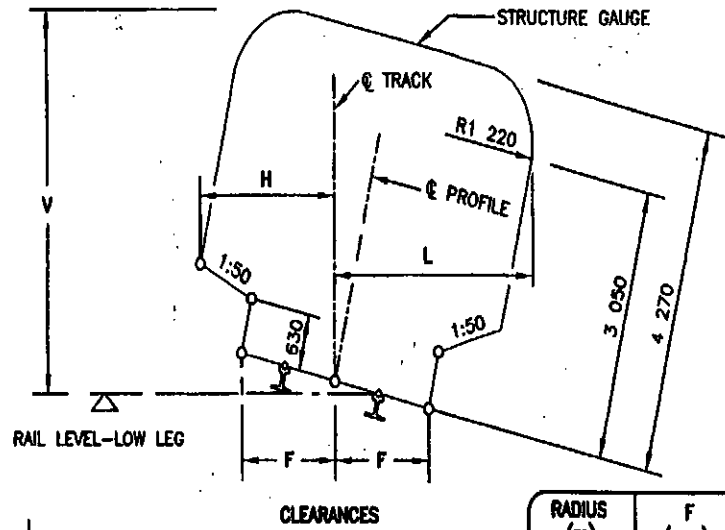 STRUCTURE GAUGE
℄ TRACK
R1 220
H
℄ PROFILE
V
L
1:50
1:50
630
3 050
4 270
RAIL LEVEL-LOW LEG
F
F
CLEARANCES
RADIUS
F